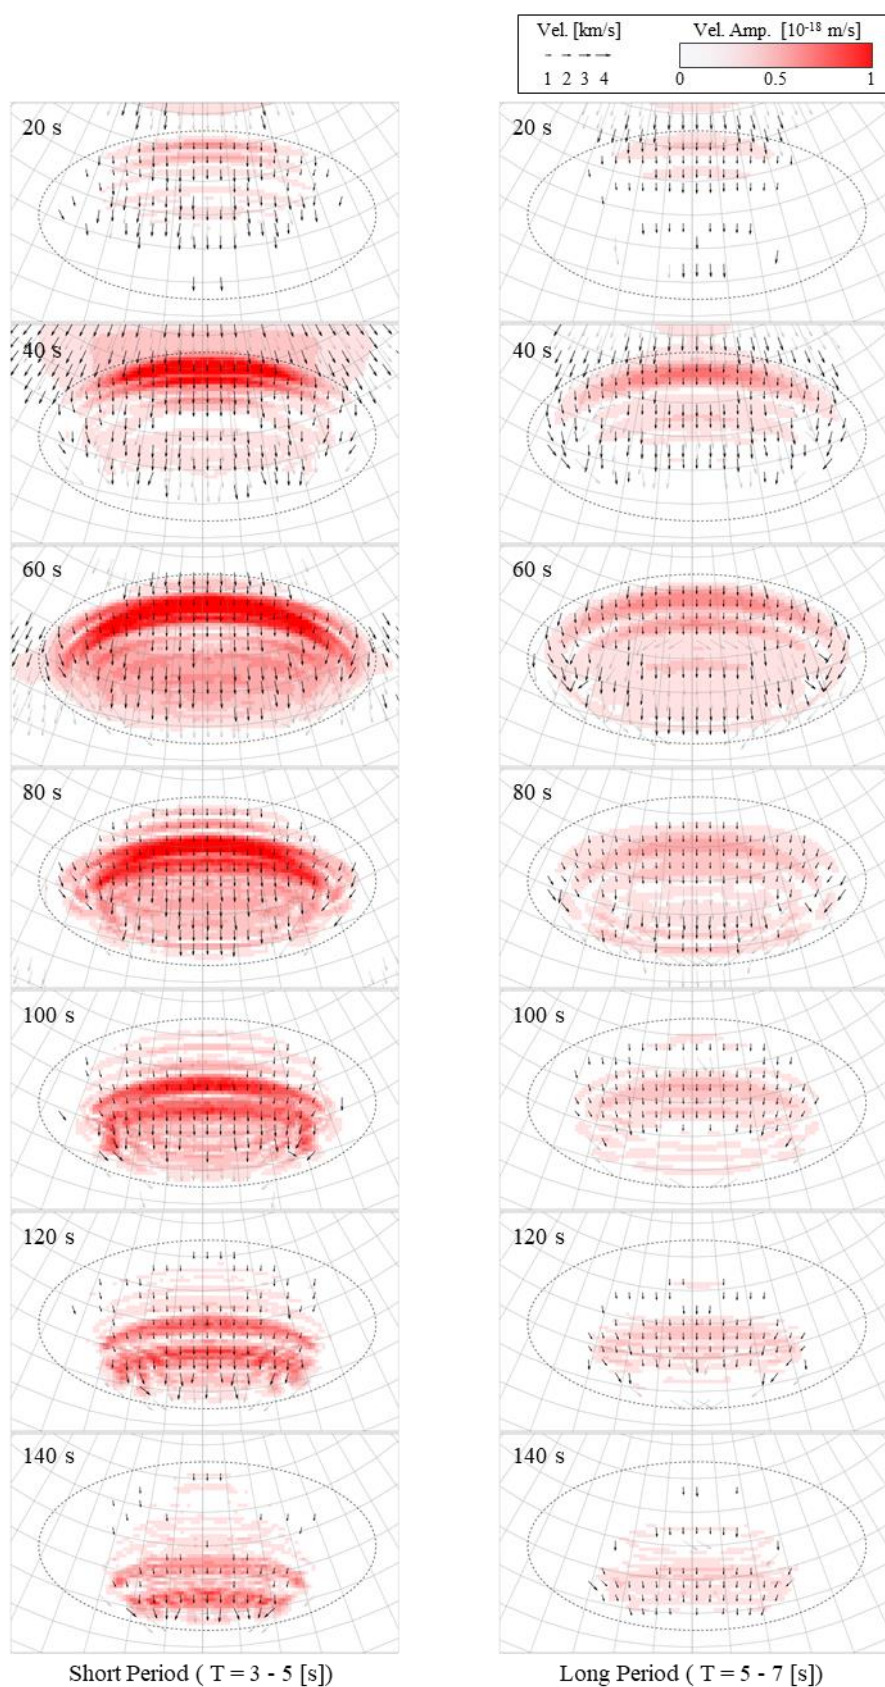 Vel. [km/s] Vel. Amp. [10⁻¹⁸ m/s]
1 2 3 4 0 0.5 1
20 s 20 s
40 s 40 s
60 s 60 s
80 s 80 s
100 s 100 s
120 s 120 s
140 s 140 s
Short Period ( T = 3 - 5 [s]) Long Period ( T = 5 - 7 [s])